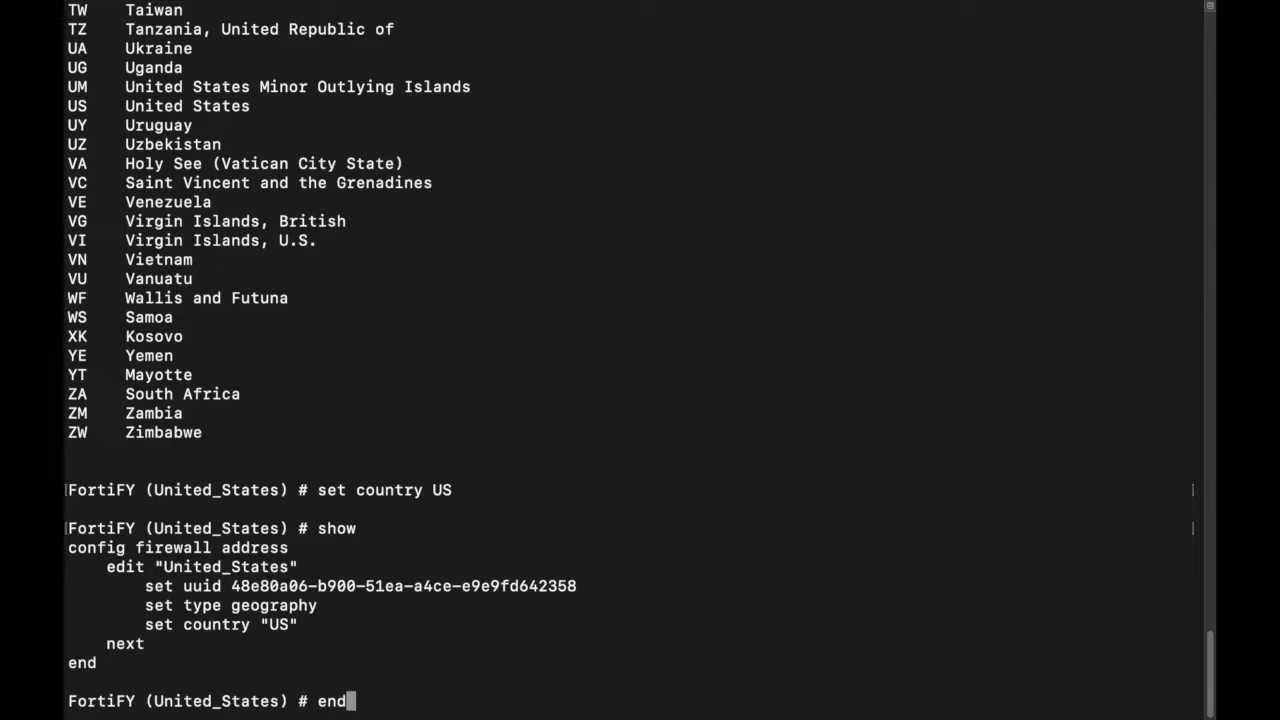 TW    Taiwan
TZ    Tanzania, United Republic of
UA    Ukraine
UG    Uganda
UM    United States Minor Outlying Islands
US    United States
UY    Uruguay
UZ    Uzbekistan
VA    Holy See (Vatican City State)
VC    Saint Vincent and the Grenadines
VE    Venezuela
VG    Virgin Islands, British
VI    Virgin Islands, U.S.
VN    Vietnam
VU    Vanuatu
WF    Wallis and Futuna
WS    Samoa
XK    Kosovo
YE    Yemen
YT    Mayotte
ZA    South Africa
ZM    Zambia
ZW    Zimbabwe
FortiFY (United_States) # set country US
FortiFY (United_States) # show
config firewall address
    edit "United_States"
        set uuid 48e80a06-b900-51ea-a4ce-e9e9fd642358
        set type geography
        set country "US"
    next
end
FortiFY (United_States) # end